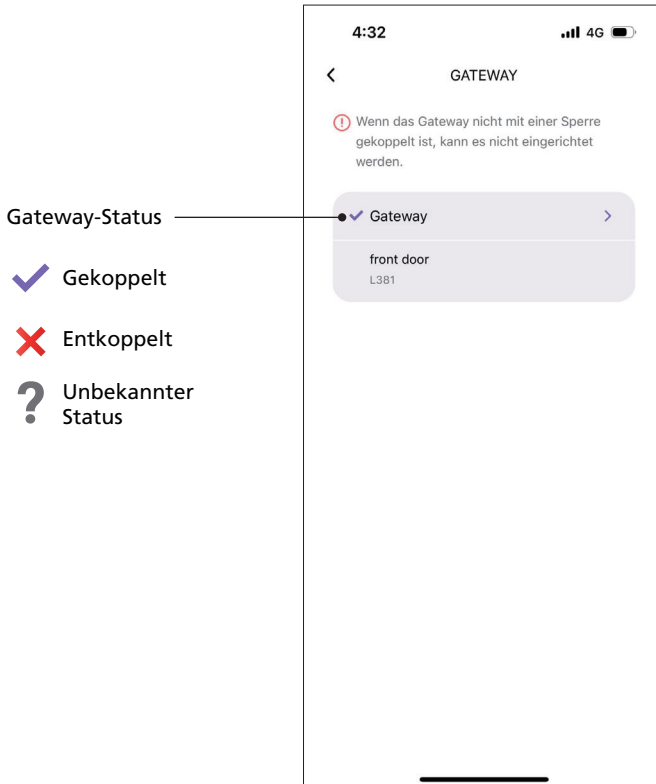 4:32
4G
GATEWAY
Wenn das Gateway nicht mit einer Sperre
gekoppelt ist, kann es nicht eingerichtet
werden.
Gateway-Status
Gateway
front door
L381
Gekoppelt
Entkoppelt
Unbekannter
Status